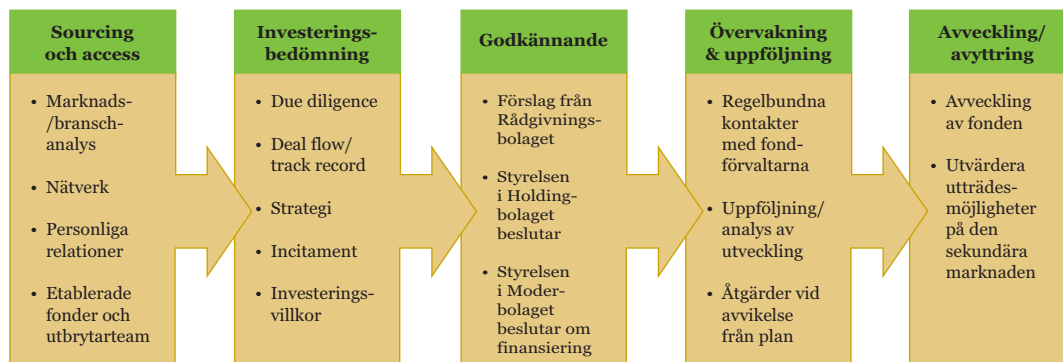 Sourcing
och access
• Marknads-
/bransch-
analys
• Nätverk
• Personliga
relationer
• Etablerade
fonder och
utbrytarteam
Investerings-
bedömning
• Due diligence
• Deal flow/
track record
• Strategi
• Incitament
• Investerings-
villkor
Godkännande
• Förslag från
Rådgivnings-
bolaget
• Styrelsen
i Holding-
bolaget
beslutar
• Styrelsen
i Moder-
bolaget
beslutar om
finansiering
Övervakning
& uppföljning
• Regelbundna
kontakter
med fond-
förvaltarna
• Uppföljning/
analys av
utveckling
• Åtgärder vid
avvikelse
från plan
Avveckling/
avyttring
• Avveckling
av fonden
• Utvärdera
utträdes-
möjligheter
på den
sekundära
marknaden